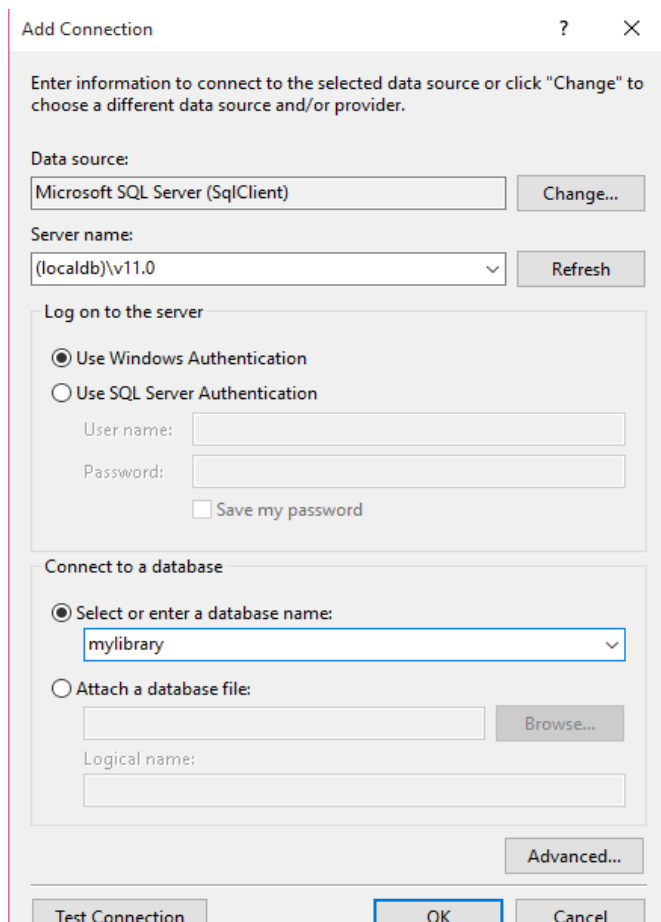 Add Connection ?
Enter information to connect to the selected data source or click "Change" to
choose a different data source and/or provider.
Data source:
Microsoft SQL Server (SqlClient) Change...
Server name:
(localdb)\v11.0 Refresh
Log on to the server
Use Windows Authentication
Use SQL Server Authentication
User name:
Password:
Save my password
Connect to a database
Select or enter a database name:
mylibrary
Attach a database file:
Browse...
Logical name:
Advanced...
Test Connection OK Cancel